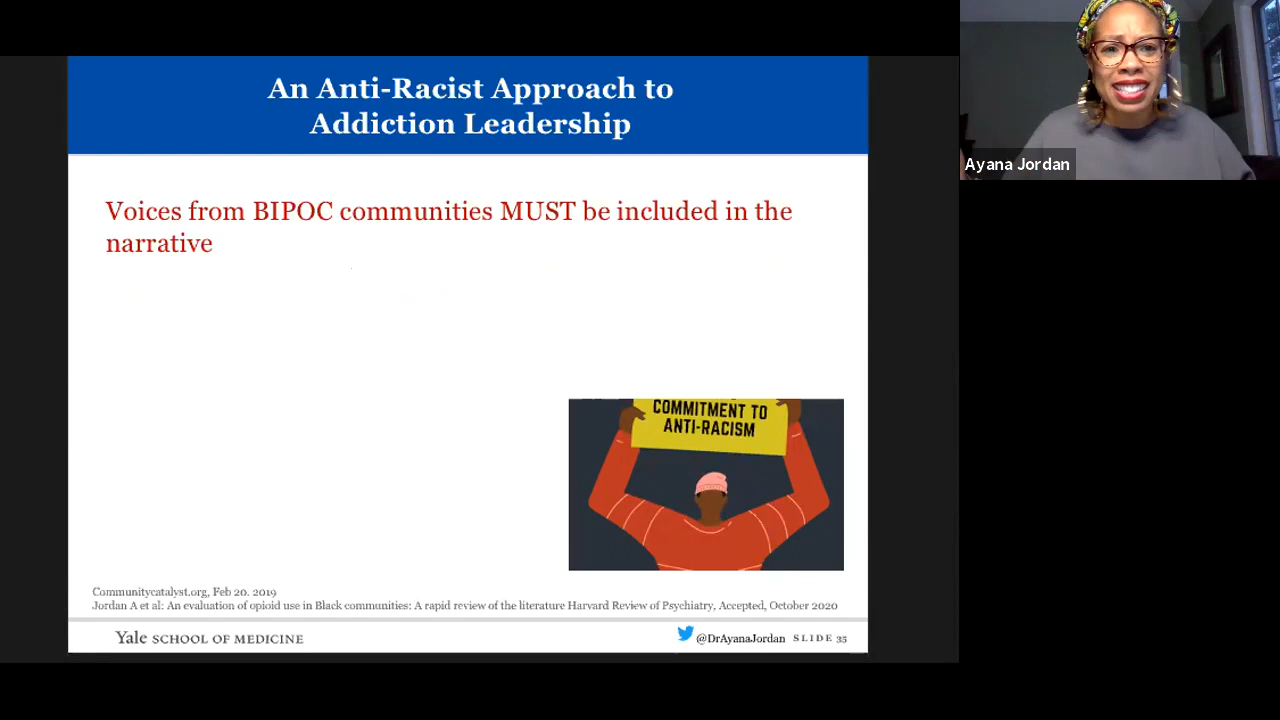 An Anti-Racist Approach to
Addiction Leadership
Ayana Jordan
Voices from BIPOC communities MUST be included in the
narrative
COMMITMENT TO
ANTI-RACISM
Communitycatalyst.org, Feb 20. 2019
Jordan A et al: An evaluation of opioid use in Black communities: A rapid review of the literature Harvard Review of Psychiatry, Accepted, October 2020
Yale SCHOOL OF MEDICINE
@DrAyanaJordan SLIDE 35